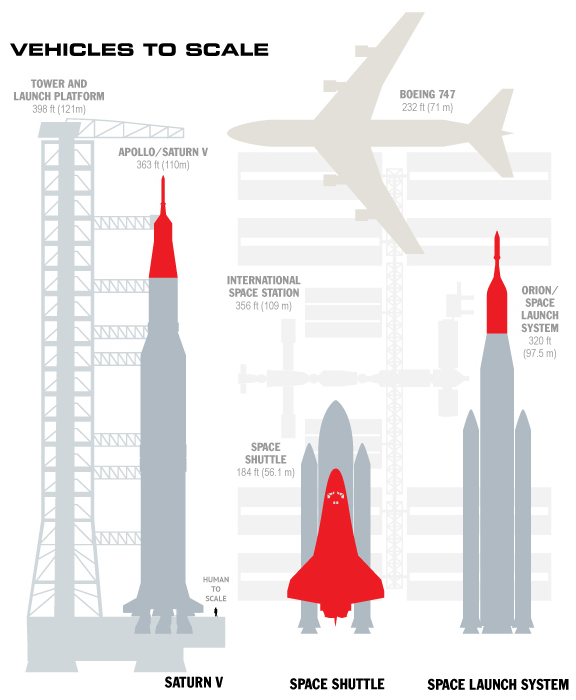 VEHICLES TO SCALE
TOWER AND
LAUNCH PLATFORM
398 ft (121m)
BOEING 747
232 ft (71 m)
APOLLO/SATURN V
363 ft (110m)
INTERNATIONAL
SPACE STATION
356 ft (109 m)
ORION/
SPACE
LAUNCH
SYSTEM
320 ft
(97.5 m)
SPACE
SHUTTLE
184 ft (56.1 m)
HUMAN
TO
SCALE
SATURN V
SPACE SHUTTLE
SPACE LAUNCH SYSTEM